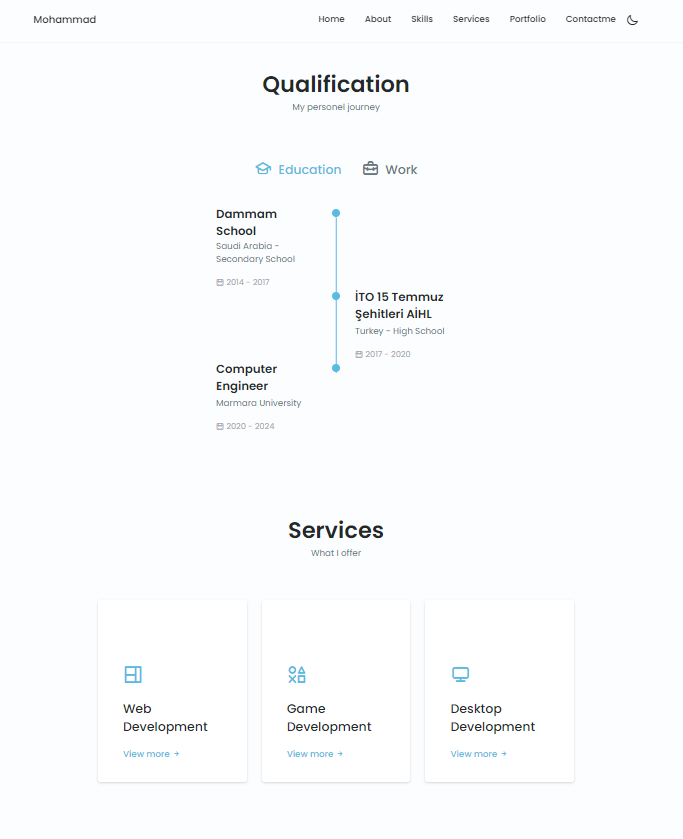 Mohammad
Home About Skills Services Portfolio Contactme
Qualification
My personel journey
Education Work
Dammam
School
Saudi Arabia -
Secondary School
2014 - 2017
İTO 15 Temmuz
Şehitleri AİHL
Turkey - High School
2017 - 2020
Computer
Engineer
Marmara University
2020 - 2024
Services
What I offer
Web
Development
View more →
Game
Development
View more →
Desktop
Development
View more →